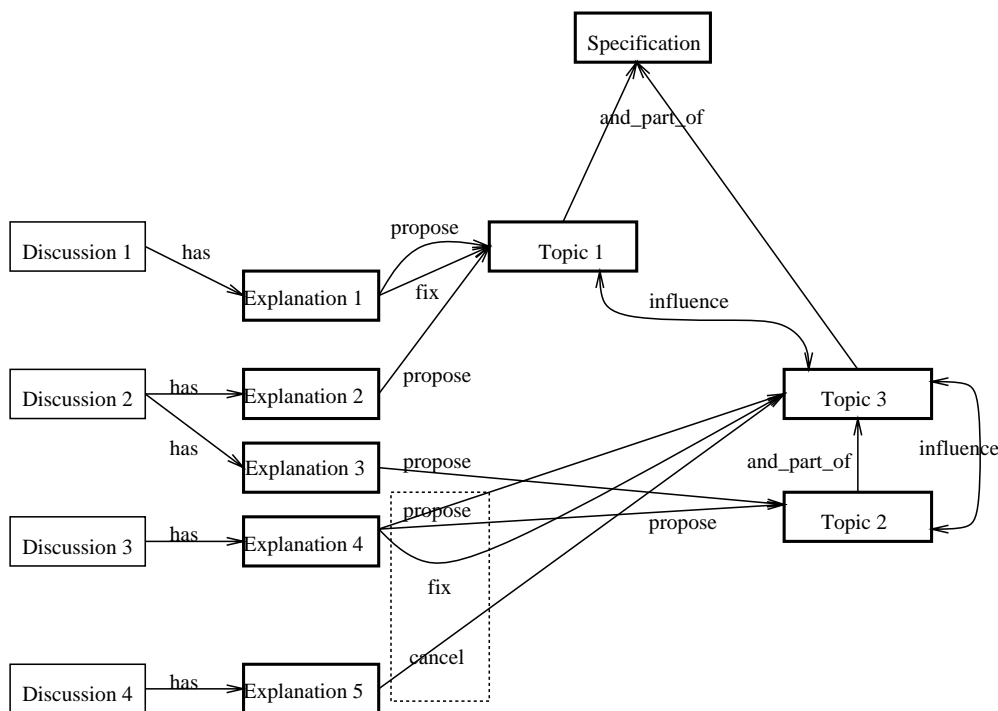 Specification
and_part_of
Discussion 1
has
Explanation 1
propose
fix
Topic 1
influence
Discussion 2
has
Explanation 2
propose
has
Explanation 3
propose
Topic 3
and_part_of
influence
Discussion 3
has
Explanation 4
propose
propose
Topic 2
fix
cancel
Discussion 4
has
Explanation 5